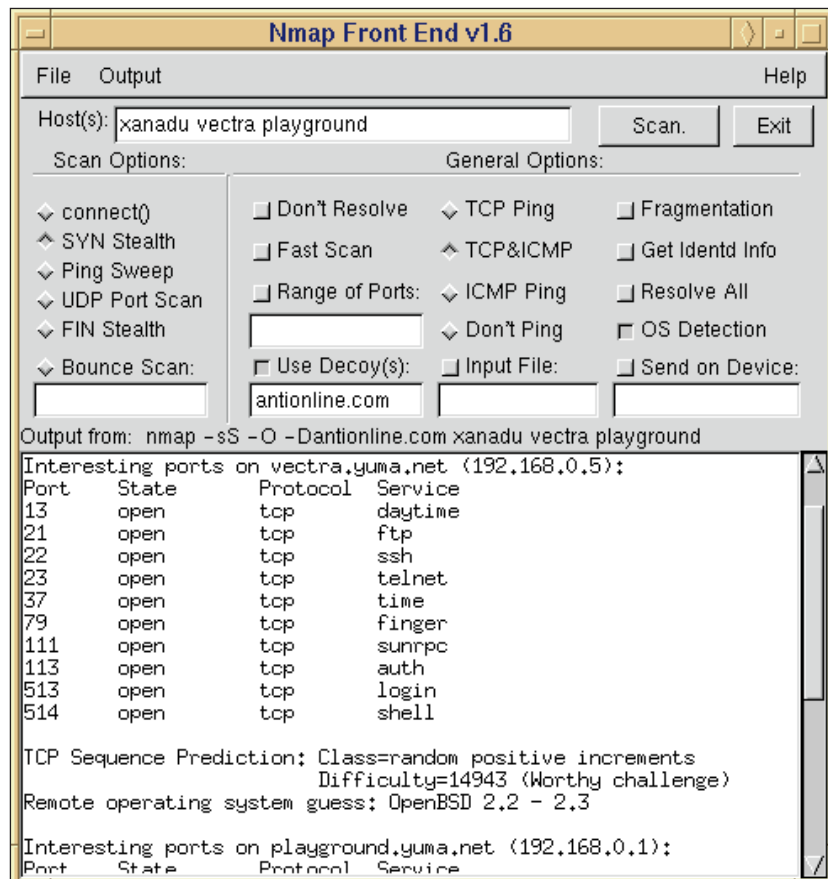 Nmap Front End v1.6
File Output Help
Host(s): xanadu vectra playground Scan. Exit
Scan Options: General Options:
connect() Don't Resolve TCP Ping Fragmentation
SYN Stealth Fast Scan TCP&ICMP Get Identd Info
Ping Sweep Range of Ports: ICMP Ping Resolve All
UDP Port Scan
FIN Stealth Don't Ping OS Detection
Bounce Scan: Use Decoy(s): Input File: Send on Device:
antionline.com
Output from: nmap -sS -O -Dantionline.com xanadu vectra playground
Interesting ports on vectra.yuma.net (192.168.0.5):
Port State Protocol Service
13 open tcp daytime
21 open tcp ftp
22 open tcp ssh
23 open tcp telnet
37 open tcp time
79 open tcp finger
111 open tcp sunrpc
113 open tcp auth
513 open tcp login
514 open tcp shell
TCP Sequence Prediction: Class=random positive increments
Difficulty=14943 (Worthy challenge)
Remote operating system guess: OpenBSD 2.2 - 2.3
Interesting ports on playground.yuma.net (192.168.0.1):
Port State Protocol Service